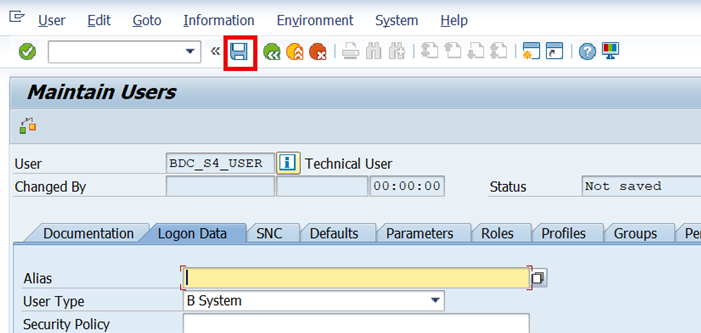 User Edit Goto Information Environment System Help
Maintain Users
User BDC_S4_USER Technical User
Changed By 00:00:00 Status Not saved
Documentation Logon Data SNC Defaults Parameters Roles Profiles Groups Pe
Alias
User Type B System
Security Policy